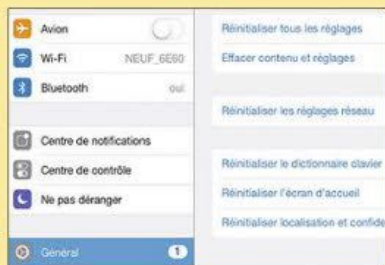 Avion
Wi-Fi NEUF_6E60
Bluetooth oui
Centre de notifications
Centre de contrôle
Ne pas déranger
Général 1
Réinitialiser tous les réglages
Effacer contenu et réglages
Réinitialiser les réglages réseau
Réinitialiser le dictionnaire clavier
Réinitialiser l'écran d'accueil
Réinitialiser localisation et confide